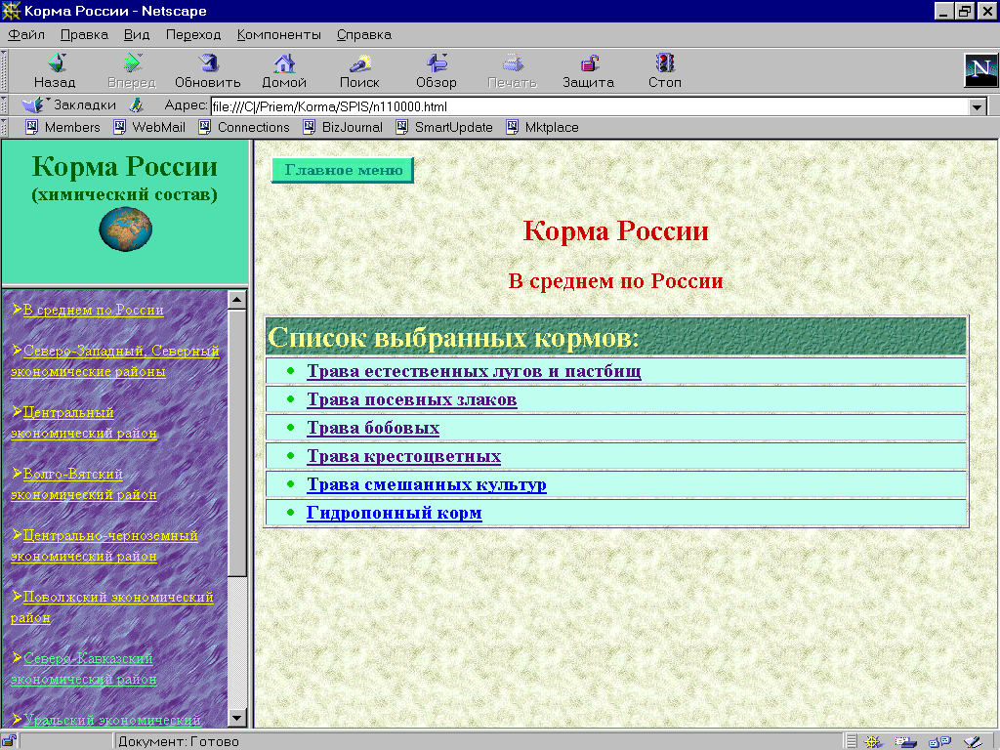 Корма России - Netscape
Файл Правка Вид Переход Компоненты Справка
Назад Вперед Обновить Домой Поиск Обзор Печать Защита Стоп
N
Закладки Адрес: file:///C|/Priem/Korma/SPIS/n110000.html
Members WebMail Connections BizJournal SmartUpdate Mktplace
Корма России
(химический состав)
В среднем по России
Северо-Западный, Северный
экономические районы
Центральный
экономический район
Волго-Вятский
экономический район
Центрально-черноземный
экономический район
Поволжский экономический
район
Северо-Кавказский
экономический район
Уральский экономический
Главное меню
Корма России
В среднем по России
Список выбранных кормов:
Трава естественных лугов и пастбищ
Трава посевных злаков
Трава бобовых
Трава крестоцветных
Трава смешанных культур
Гидропонный корм
Документ: Готово